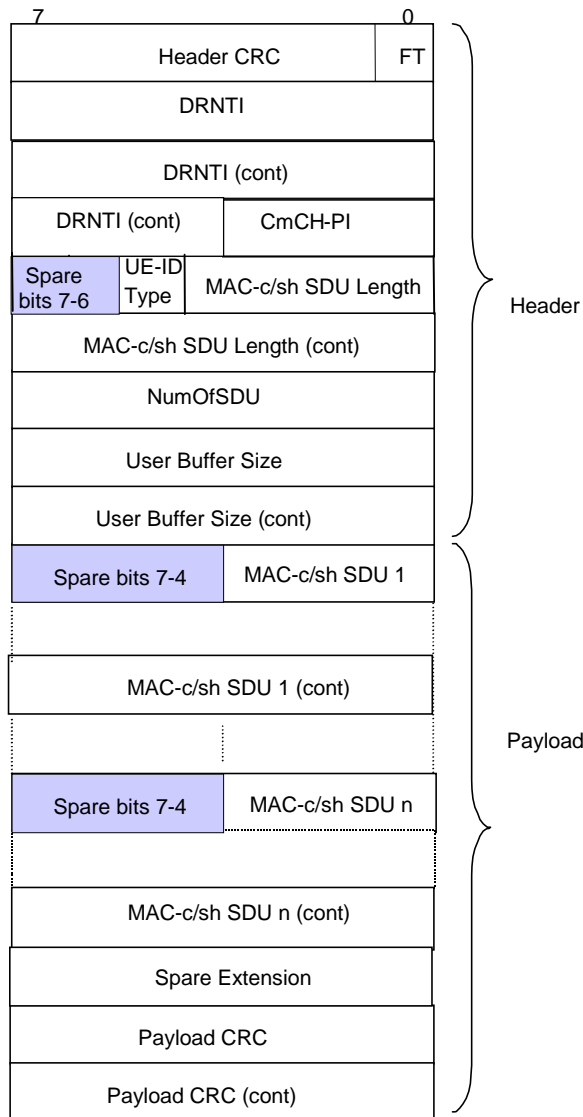 7 0
Header CRC FT
DRNTI
DRNTI (cont)
DRNTI (cont) CmCH-PI
Spare bits 7-6 UE-ID Type MAC-c/sh SDU Length
Header
MAC-c/sh SDU Length (cont)
NumOfSDU
User Buffer Size
User Buffer Size (cont)
Spare bits 7-4 MAC-c/sh SDU 1
MAC-c/sh SDU 1 (cont)
Payload
Spare bits 7-4 MAC-c/sh SDU n
MAC-c/sh SDU n (cont)
Spare Extension
Payload CRC
Payload CRC (cont)